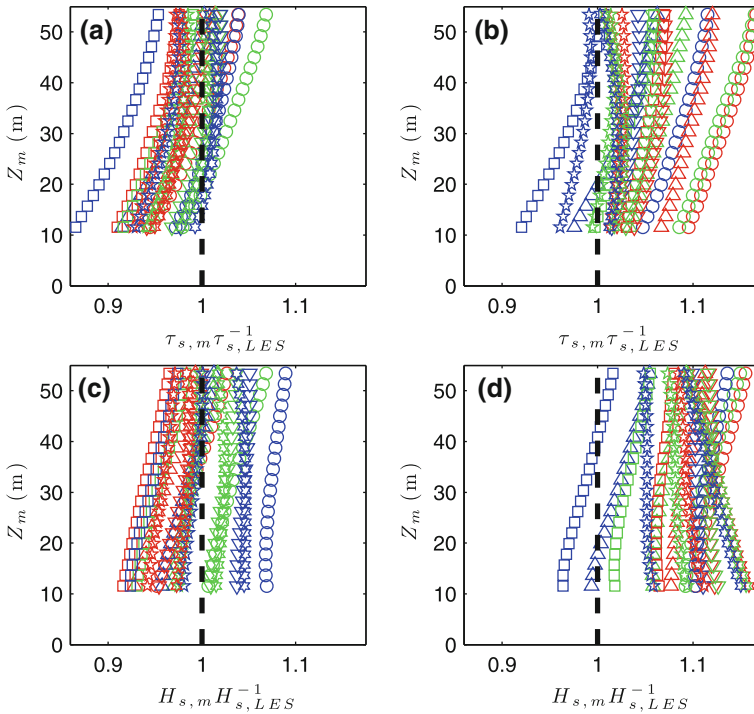 (a)
(b)
50
40
30
20
10
0
Z_m (m)
0.9 1 1.1
τ_{s,m} τ_{s,LES}^{-1}
50
40
30
20
10
0
Z_m (m)
0.9 1 1.1
τ_{s,m} τ_{s,LES}^{-1}
(c)
(d)
50
40
30
20
10
0
Z_m (m)
0.9 1 1.1
H_{s,m} H_{s,LES}^{-1}
50
40
30
20
10
0
Z_m (m)
0.9 1 1.1
H_{s,m} H_{s,LES}^{-1}